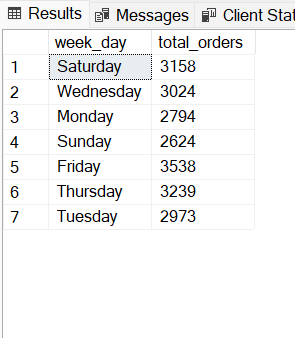 Results Messages Client Stat
week_day total_orders
1 Saturday 3158
2 Wednesday 3024
3 Monday 2794
4 Sunday 2624
5 Friday 3538
6 Thursday 3239
7 Tuesday 2973